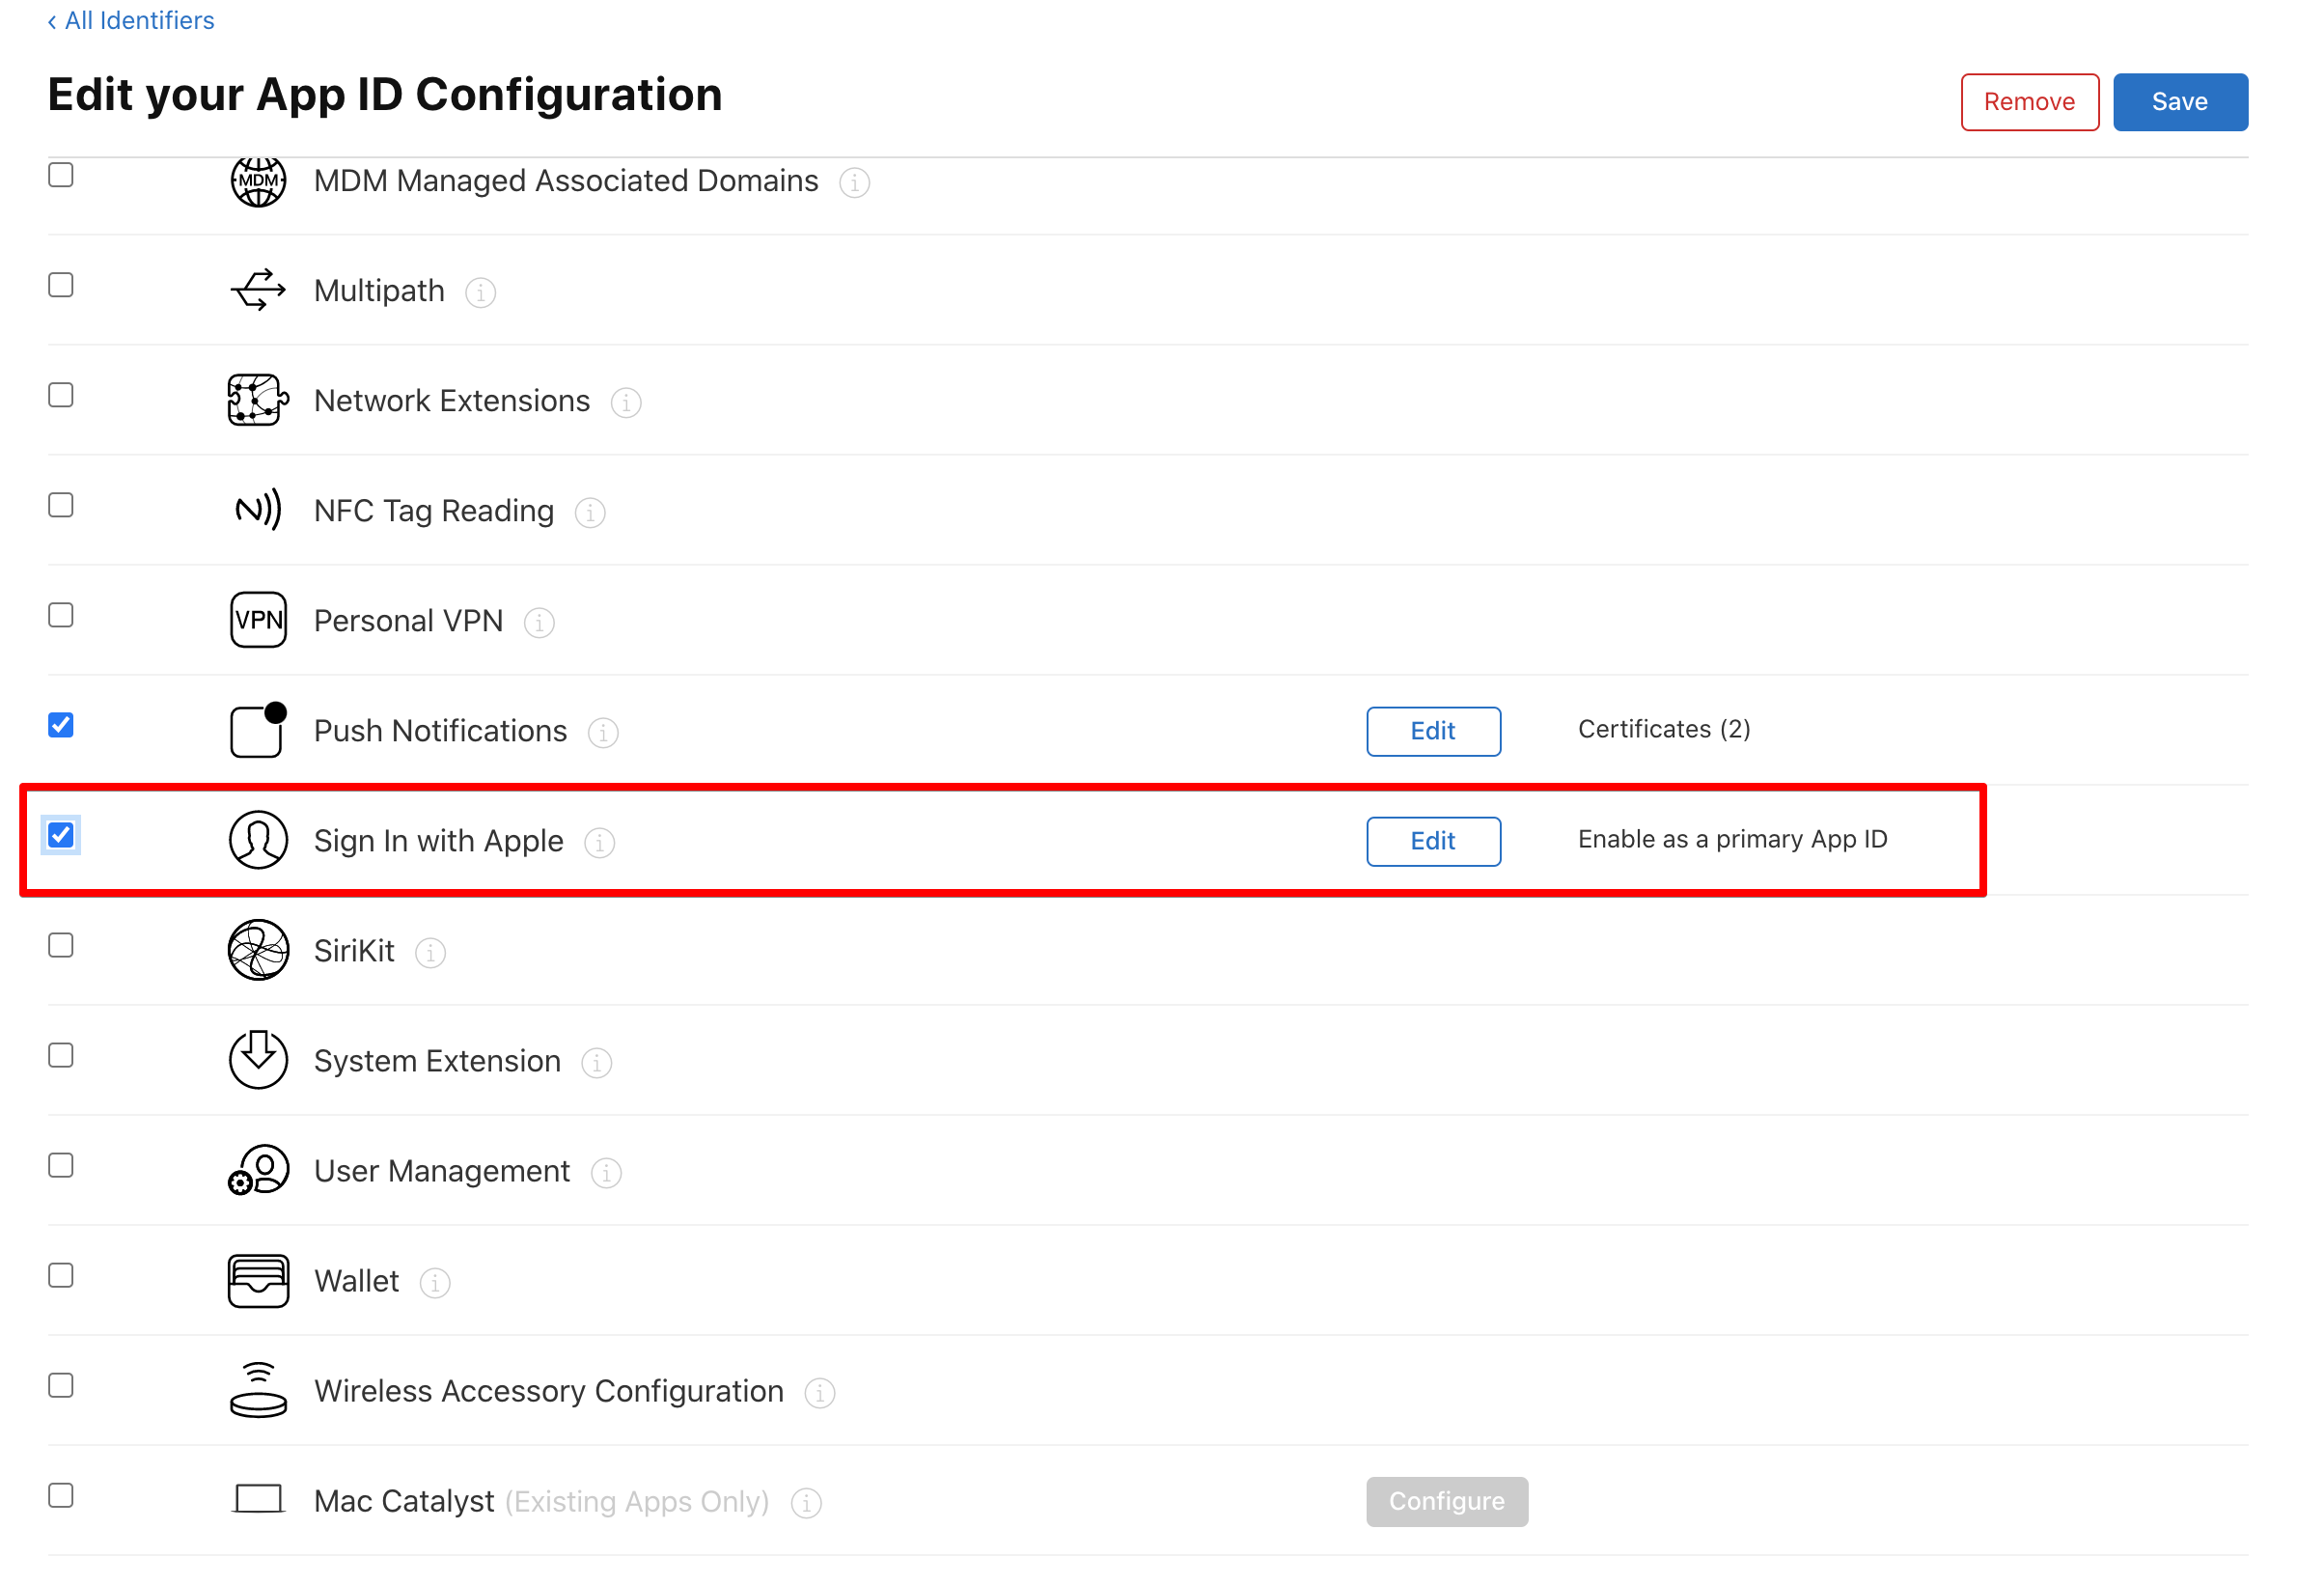 ‹ All Identifiers
Edit your App ID Configuration
Remove
Save
MDM
MDM Managed Associated Domains
Multipath
Network Extensions
NFC Tag Reading
VPN
Personal VPN
Push Notifications
Edit
Certificates (2)
Sign In with Apple
Edit
Enable as a primary App ID
SiriKit
System Extension
User Management
Wallet
Wireless Accessory Configuration
Mac Catalyst (Existing Apps Only)
Configure